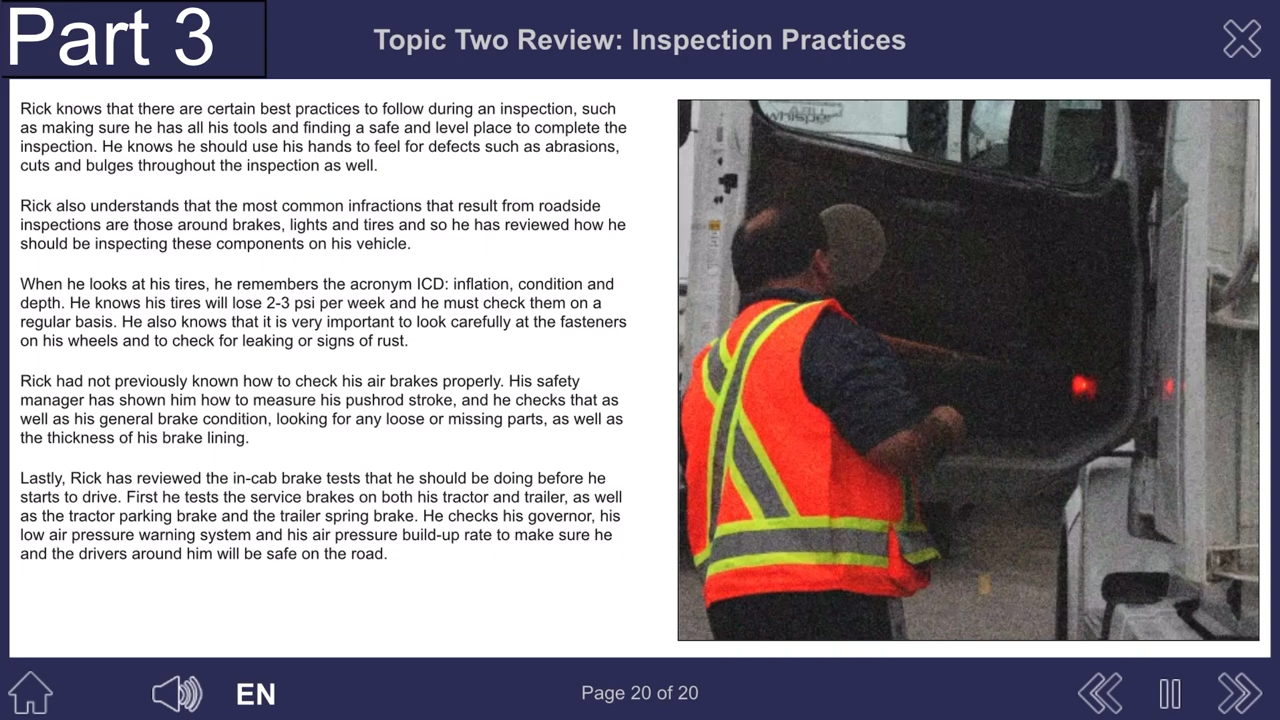 Part 3
Topic Two Review: Inspection Practices
Rick knows that there are certain best practices to follow during an inspection, such
as making sure he has all his tools and finding a safe and level place to complete the
inspection. He knows he should use his hands to feel for defects such as abrasions,
cuts and bulges throughout the inspection as well.
Rick also understands that the most common infractions that result from roadside
inspections are those around brakes, lights and tires and so he has reviewed how he
should be inspecting these components on his vehicle.
When he looks at his tires, he remembers the acronym ICD: inflation, condition and
depth. He knows his tires will lose 2-3 psi per week and he must check them on a
regular basis. He also knows that it is very important to look carefully at the fasteners
on his wheels and to check for leaking or signs of rust.
Rick had not previously known how to check his air brakes properly. His safety
manager has shown him how to measure his pushrod stroke, and he checks that as
well as his general brake condition, looking for any loose or missing parts, as well as
the thickness of his brake lining.
Lastly, Rick has reviewed the in-cab brake tests that he should be doing before he
starts to drive. First he tests the service brakes on both his tractor and trailer, as well
as the tractor parking brake and the trailer spring brake. He checks his governor, his
low air pressure warning system and his air pressure build-up rate to make sure he
and the drivers around him will be safe on the road.
EN
Page 20 of 20